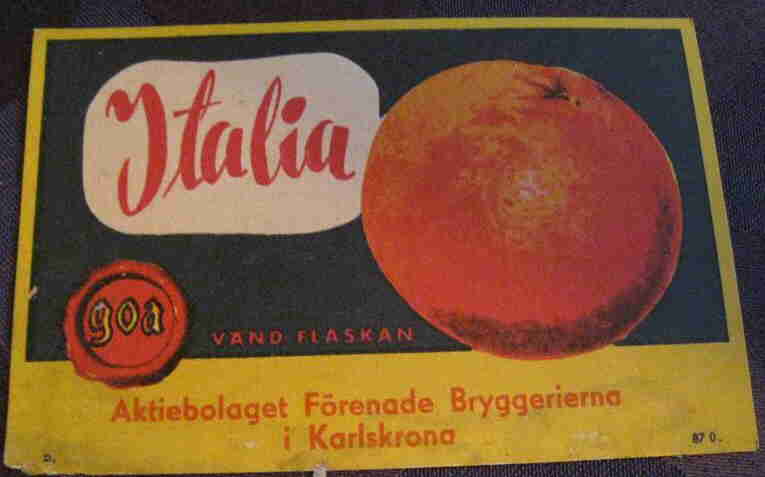 Italia
goa
VÄND FLASKAN
Aktiebolaget Förenade Bryggerierna
i Karlskrona
D.
87 0.